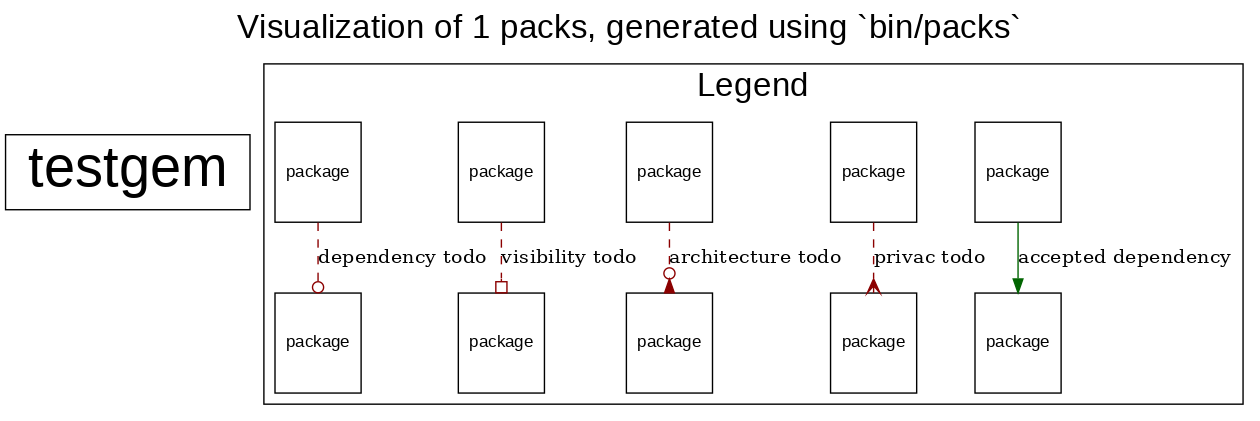 Visualization of 1 packs, generated using `bin/packs`
Legend
testgem
package package package package package
dependency todo visibility todo architecture todo privac todo accepted dependency
package package package package package